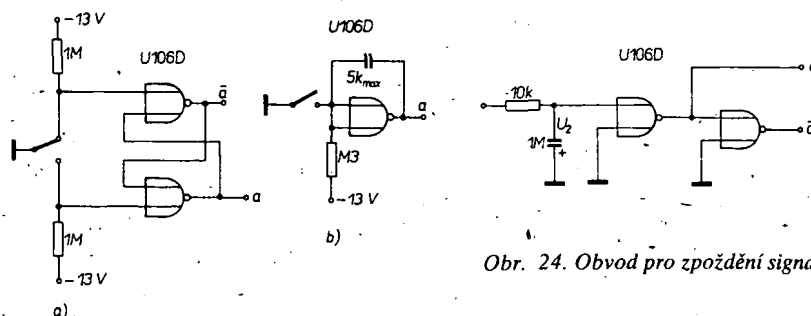 -13 V
1M
U106D
ā
a
1M
-13 V
a)
U106D
5k max
a
M3
-13 V
b)
U106D
10k
U₂
1M
+
Obr. 24. Obvod pro zpoždění